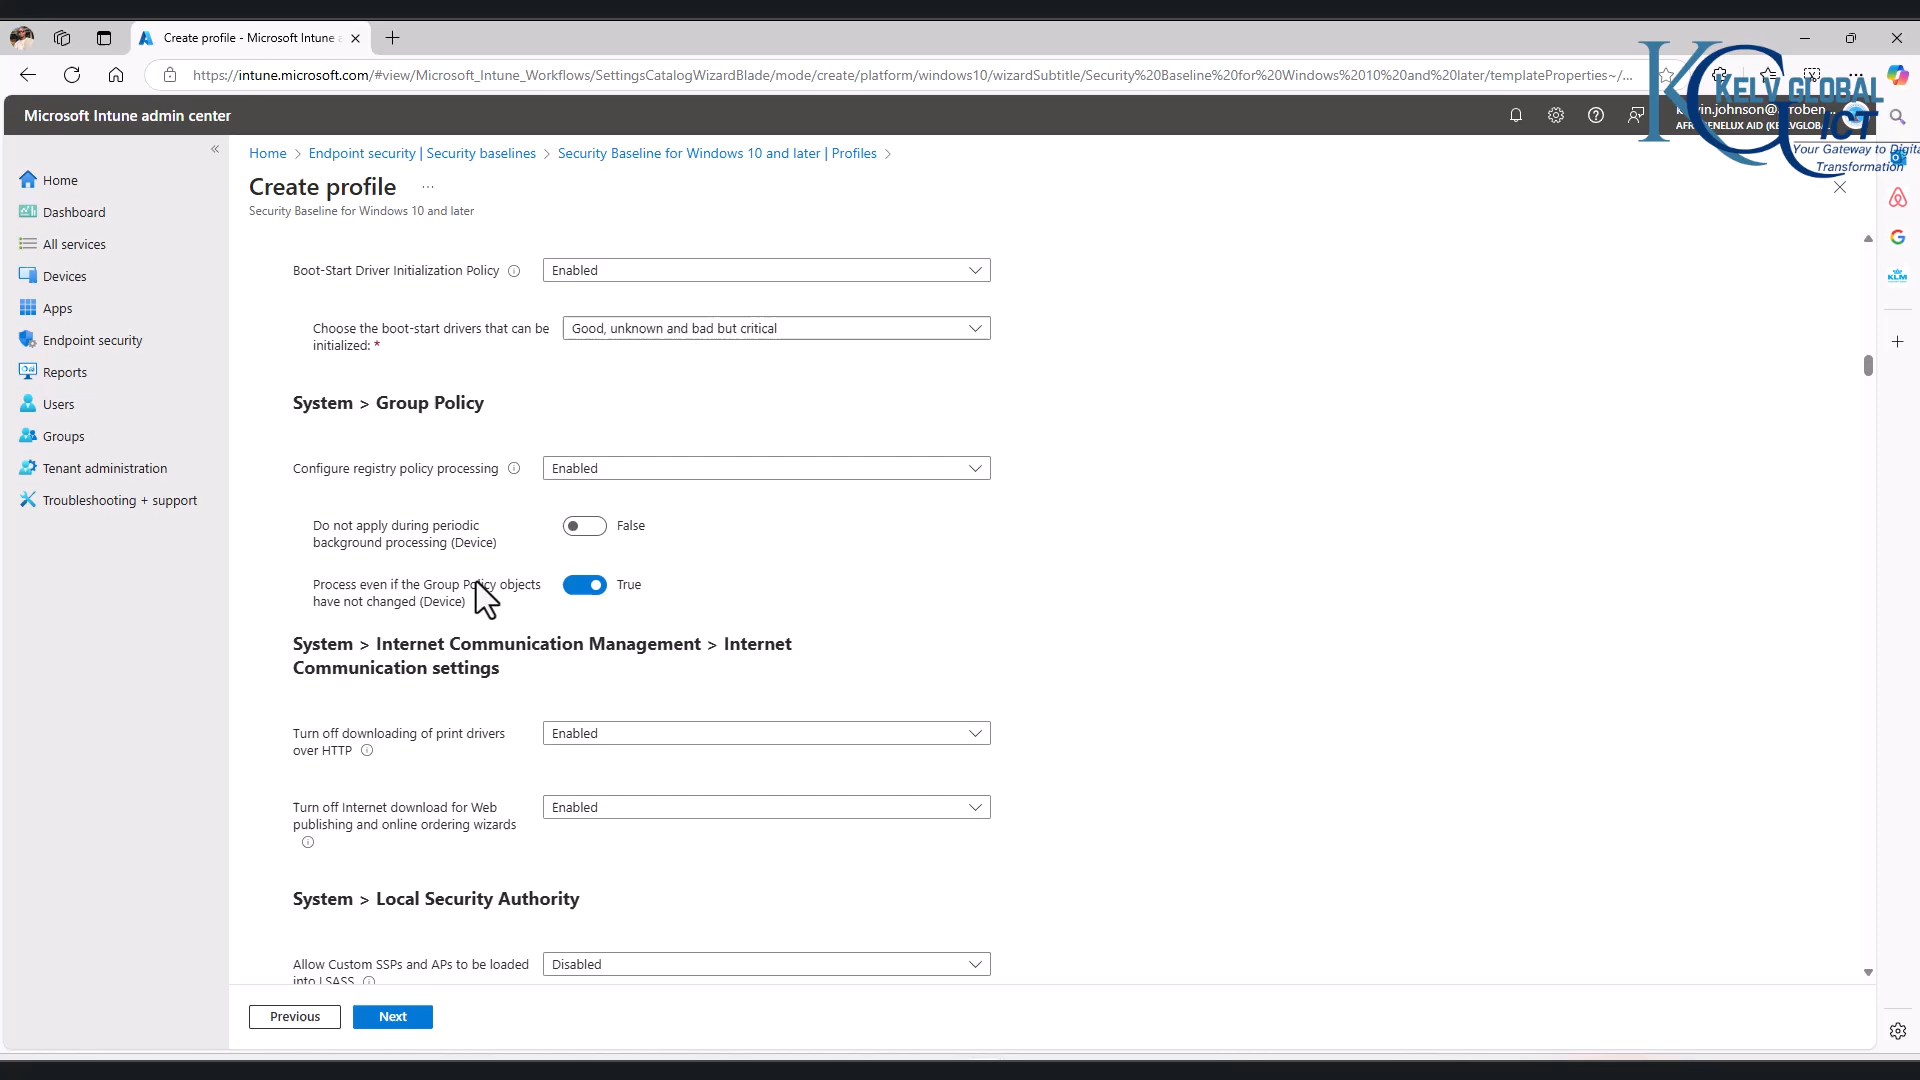 Create profile - Microsoft Intune
https://intune.microsoft.com/#view/Microsoft_Intune_Workflows/SettingsCatalogWizardBlade/mode/create/platform/windows10/wizardSubtitle/Security%20Baseline%20for%20Windows%2010%20and%20later/templateProperties~/...
KELV GLOBAL
ICT
Your Gateway to Digital
Transformation
Microsoft Intune admin center
Home > Endpoint security | Security baselines > Security Baseline for Windows 10 and later | Profiles >
Create profile ...
Security Baseline for Windows 10 and later
Home
Dashboard
All services
Devices
Apps
Endpoint security
Reports
Users
Groups
Tenant administration
Troubleshooting + support
Boot-Start Driver Initialization Policy Enabled
Choose the boot-start drivers that can be Good, unknown and bad but critical
initialized: *
System > Group Policy
Configure registry policy processing Enabled
Do not apply during periodic False
background processing (Device)
Process even if the Group Policy objects True
have not changed (Device)
System > Internet Communication Management > Internet
Communication settings
Turn off downloading of print drivers Enabled
over HTTP
Turn off Internet download for Web Enabled
publishing and online ordering wizards
System > Local Security Authority
Allow Custom SSPs and APs to be loaded Disabled
into LSASS
Previous Next
KLM